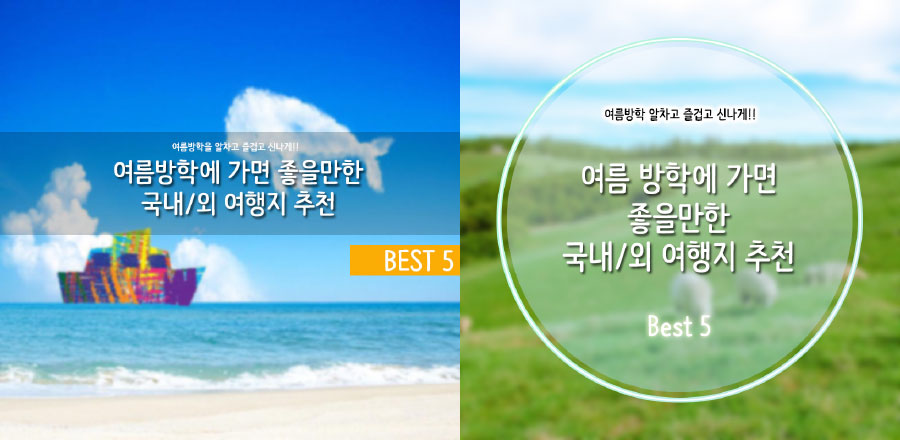 여름방학을 알차고 즐겁고 신나게!!
여름방학에 가면 좋을만한
국내/외 여행지 추천
BEST 5
여름방학 알차고 즐겁고 신나게!!
여름 방학에 가면
좋을만한
국내/외 여행지 추천
Best 5